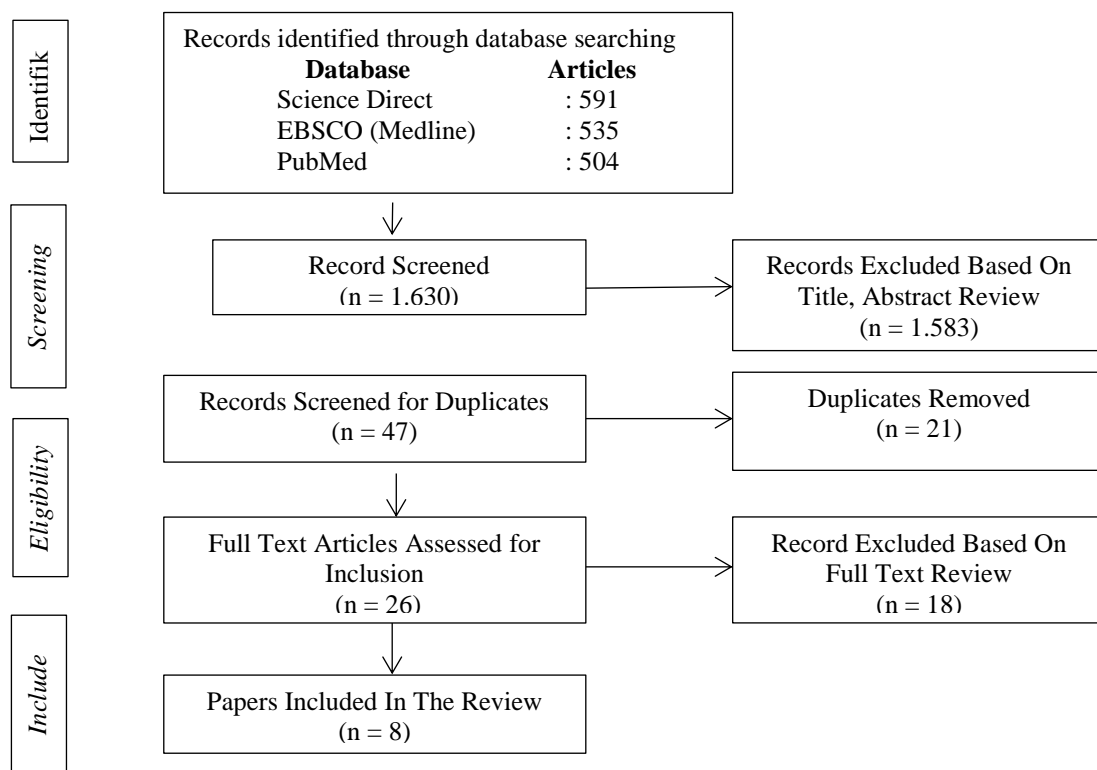 Identifik
Records identified through database searching
Database Articles
Science Direct : 591
EBSCO (Medline) : 535
PubMed : 504
Screening
Record Screened
(n = 1.630)
Records Excluded Based On
Title, Abstract Review
(n = 1.583)
Records Screened for Duplicates
(n = 47)
Duplicates Removed
(n = 21)
Eligibility
Full Text Articles Assessed for
Inclusion
(n = 26)
Record Excluded Based On
Full Text Review
(n = 18)
Include
Papers Included In The Review
(n = 8)